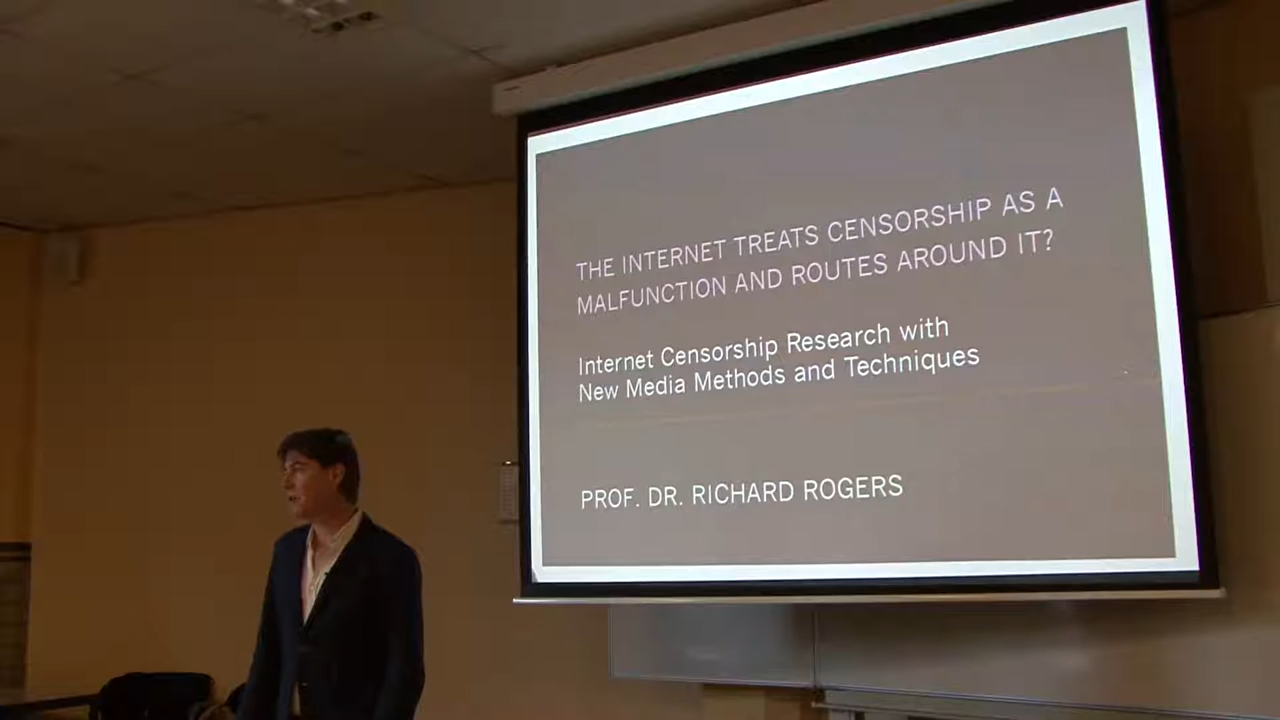 THE INTERNET TREATS CENSORSHIP AS A
MALFUNCTION AND ROUTES AROUND IT?
Internet Censorship Research with
New Media Methods and Techniques
PROF. DR. RICHARD ROGERS